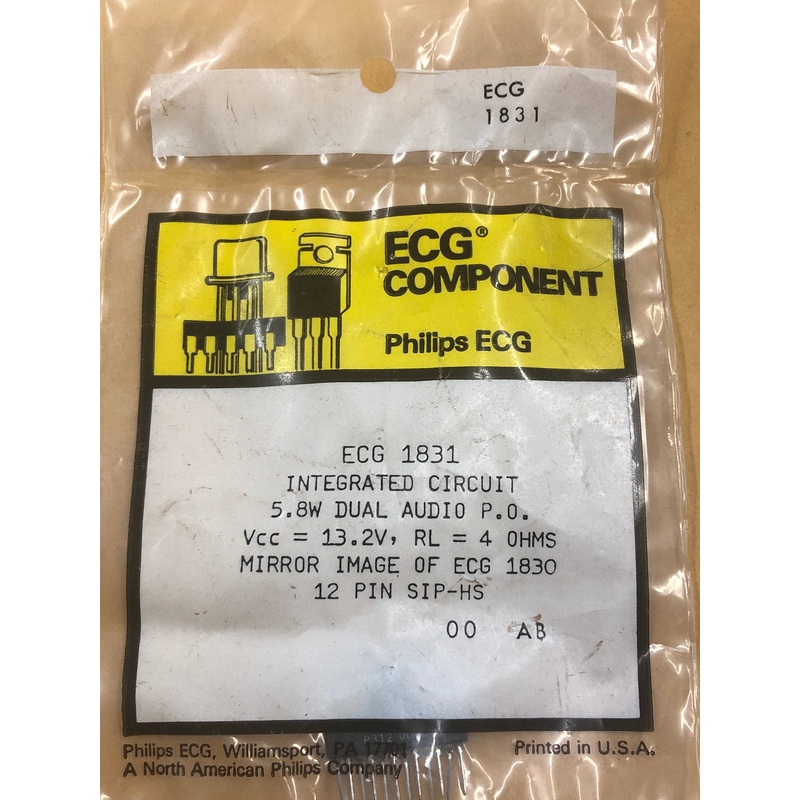 ECG
1831
ECG®
COMPONENT
Philips ECG
ECG 1831
INTEGRATED CIRCUIT
5.8W DUAL AUDIO P.O.
Vcc = 13.2V, RL = 4 OHMS
MIRROR IMAGE OF ECG 1830
12 PIN SIP-HS
00 AB
Philips ECG, Williamsport, PA 17701
A North American Philips Company
Printed in U.S.A.